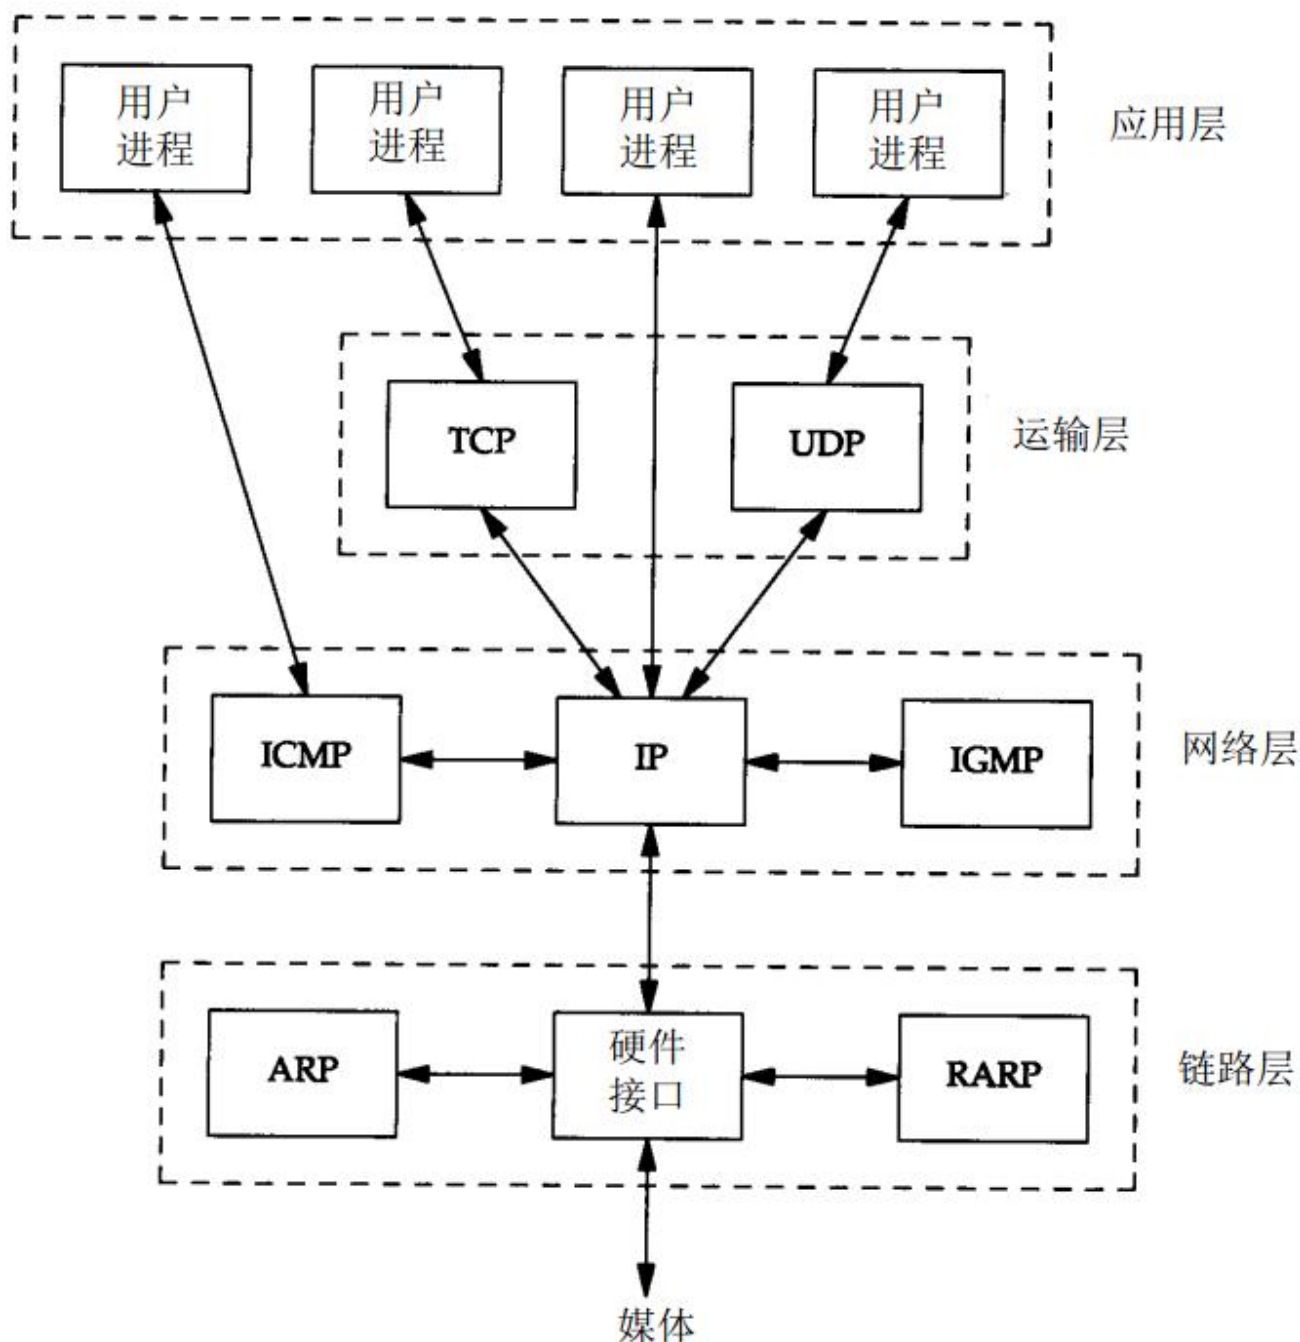 用户
进程
用户
进程
用户
进程
用户
进程
应用层
TCP
UDP
运输层
ICMP
IP
IGMP
网络层
ARP
硬件
接口
RARP
链路层
媒体